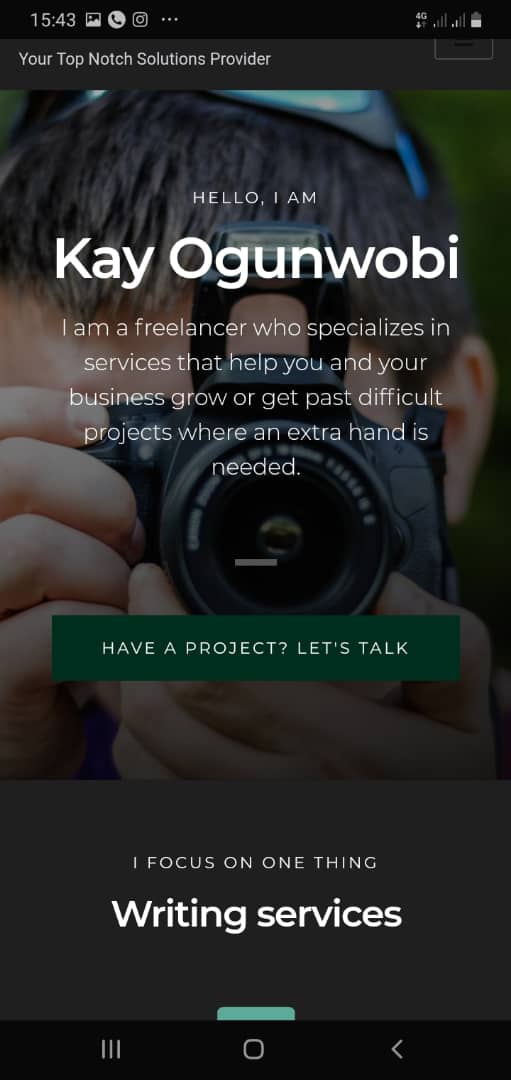 15:43
4G
Your Top Notch Solutions Provider
HELLO, I AM
Kay Ogunwobi
I am a freelancer who specializes in
services that help you and your
business grow or get past difficult
projects where an extra hand is
needed.
HAVE A PROJECT? LET'S TALK
I FOCUS ON ONE THING
Writing services